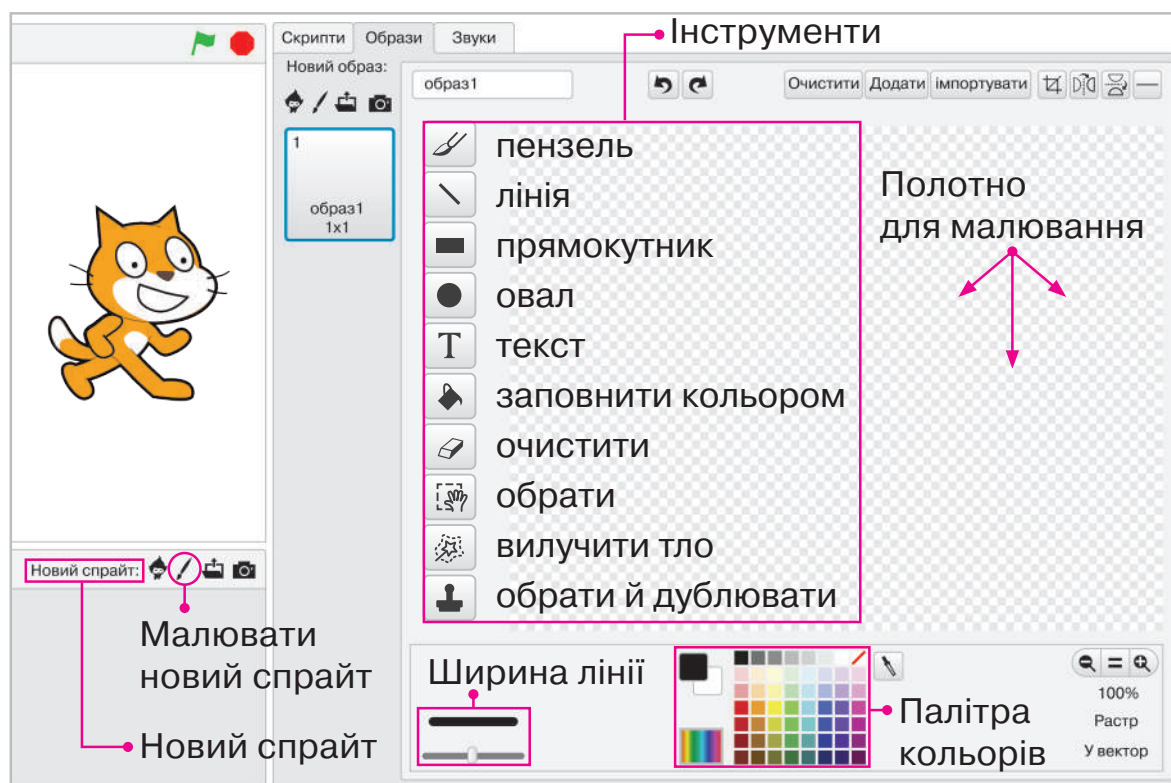 Скрипти Образи Звуки
Інструменти
Новий образ:
образ1
Очистити Додати імпортувати
1
образ1
1x1
пензель
лінія
прямокутник
овал
T текст
заповнити кольором
очистити
обрати
вилучити тло
обрати й дублювати
Полотно
для малювання
Новий спрайт:
Малювати
новий спрайт
Новий спрайт
Ширина лінії
Палітра
кольорів
100%
Растр
У вектор